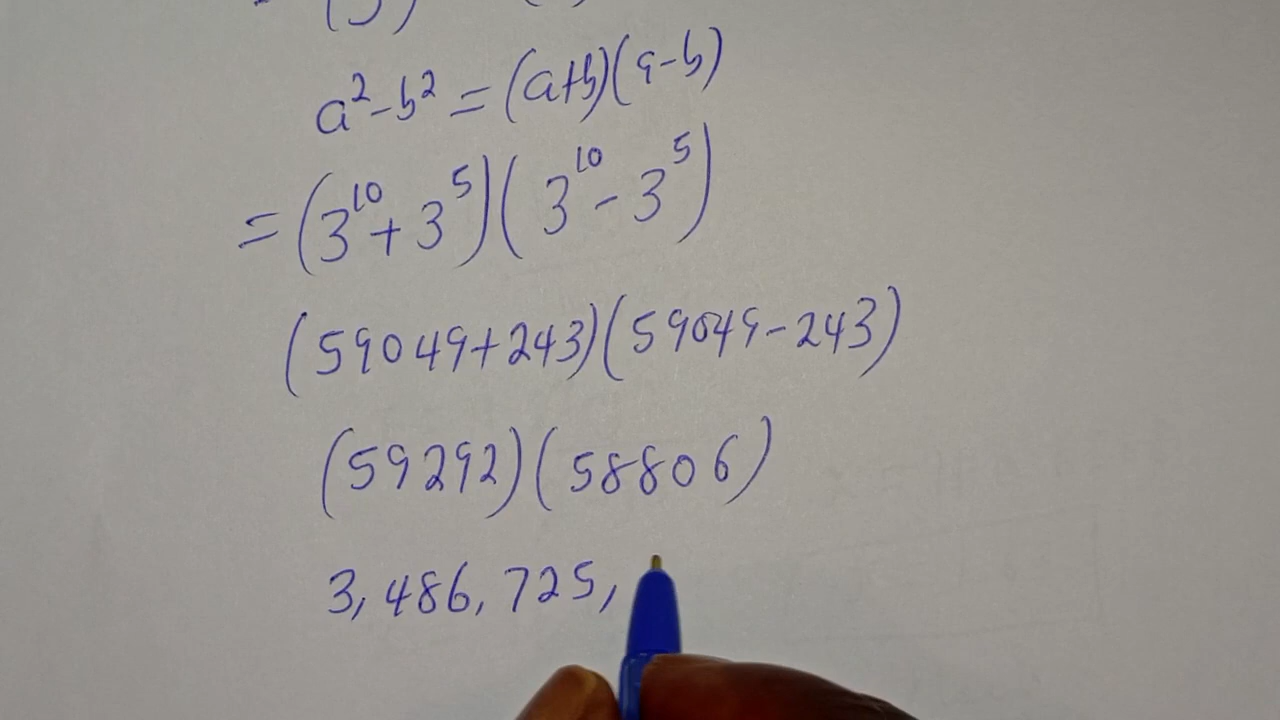 a²-b² = (a+b)(a-b)
= (3¹⁰+3⁵)(3¹⁰-3⁵)
(59049+243)(59049-243)
(59292)(58806)
3,486,725,